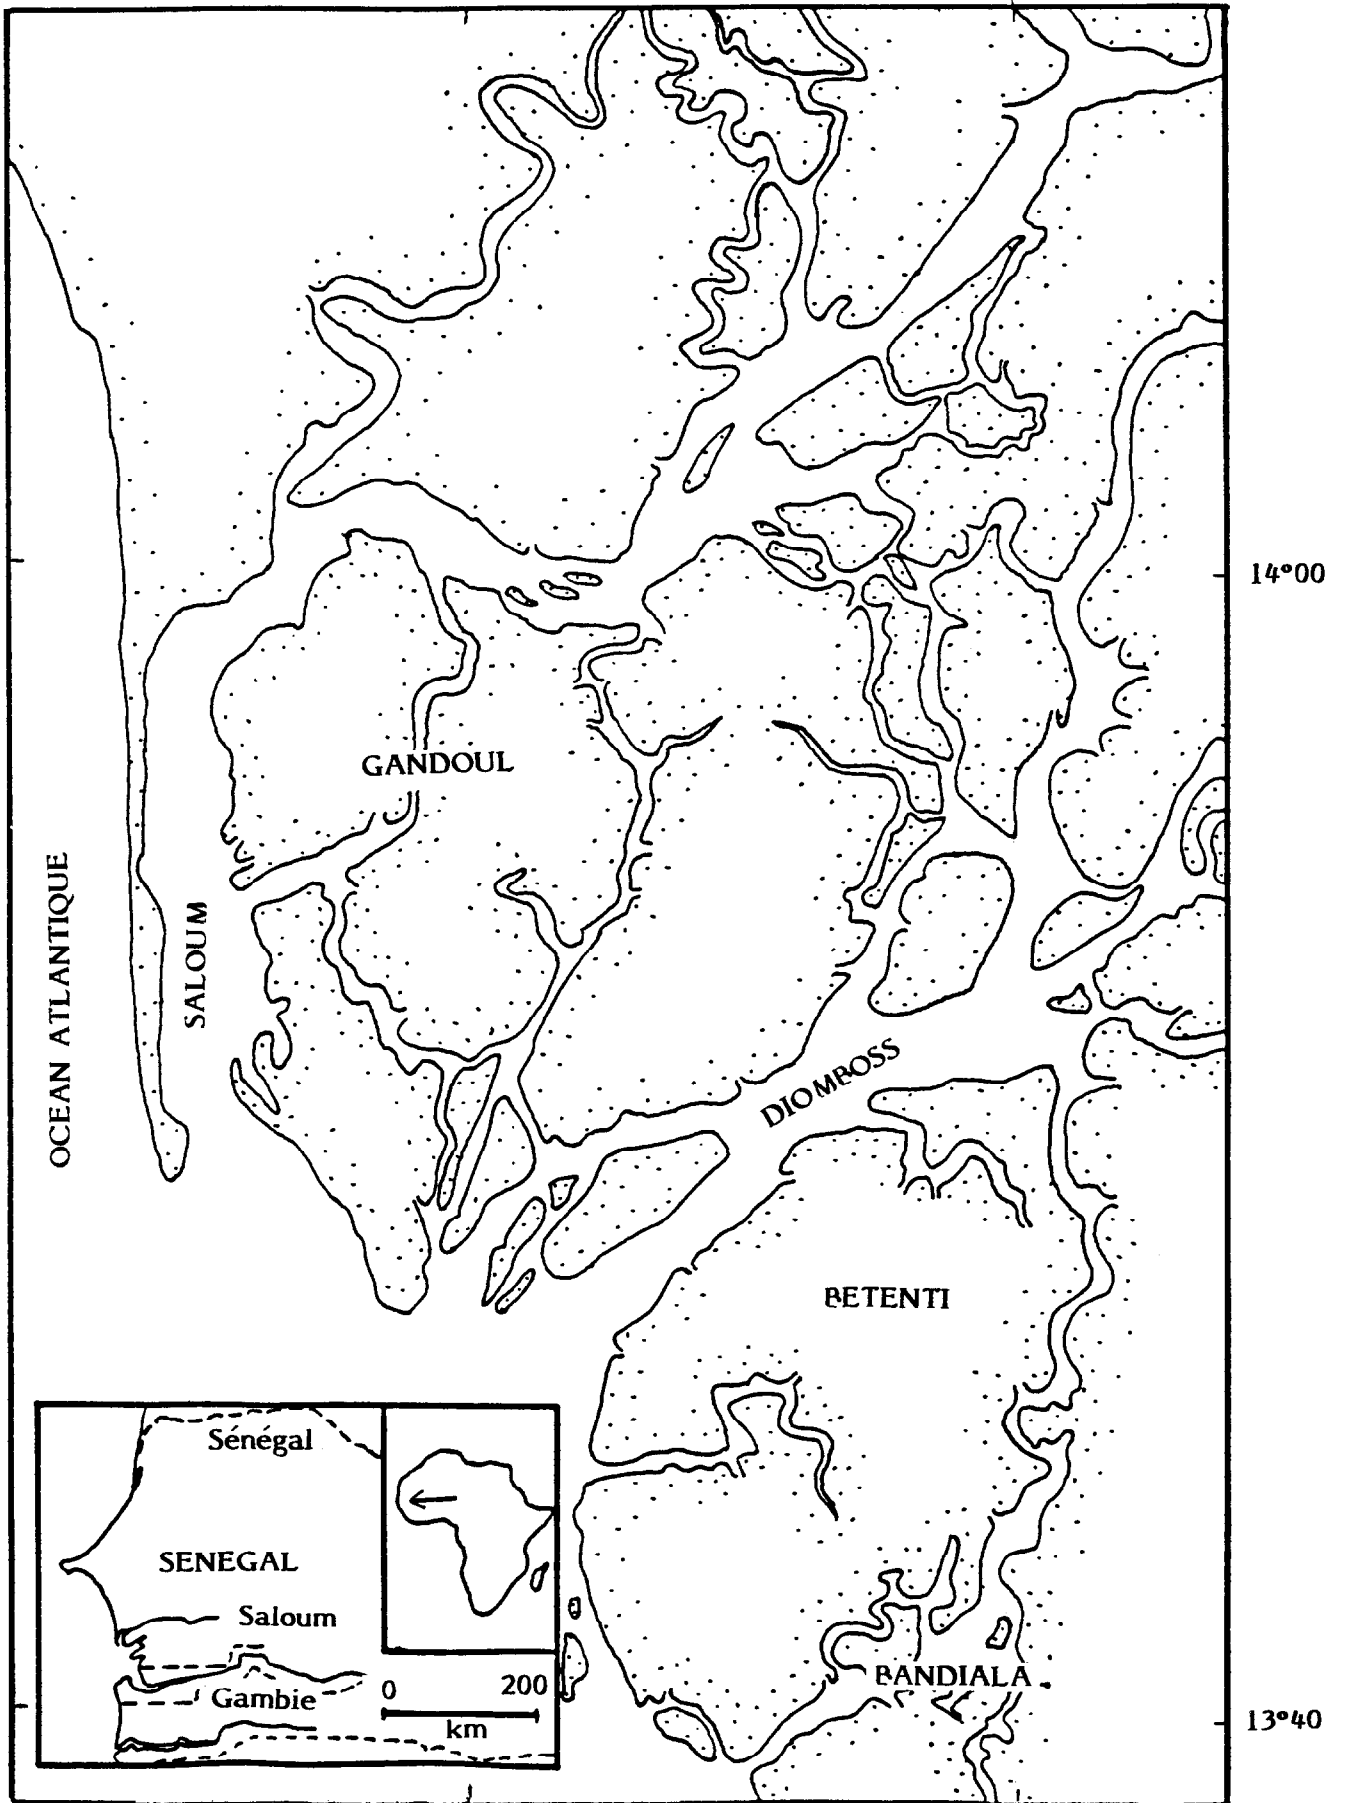 14°00
GANDOUL
OCEAN ATLANTIQUE
SALOUM
DIOMBOSS
BETENTI
Sénégal
SENEGAL
Saloum
Gambie
0 200
km
BANDIALA
13°40